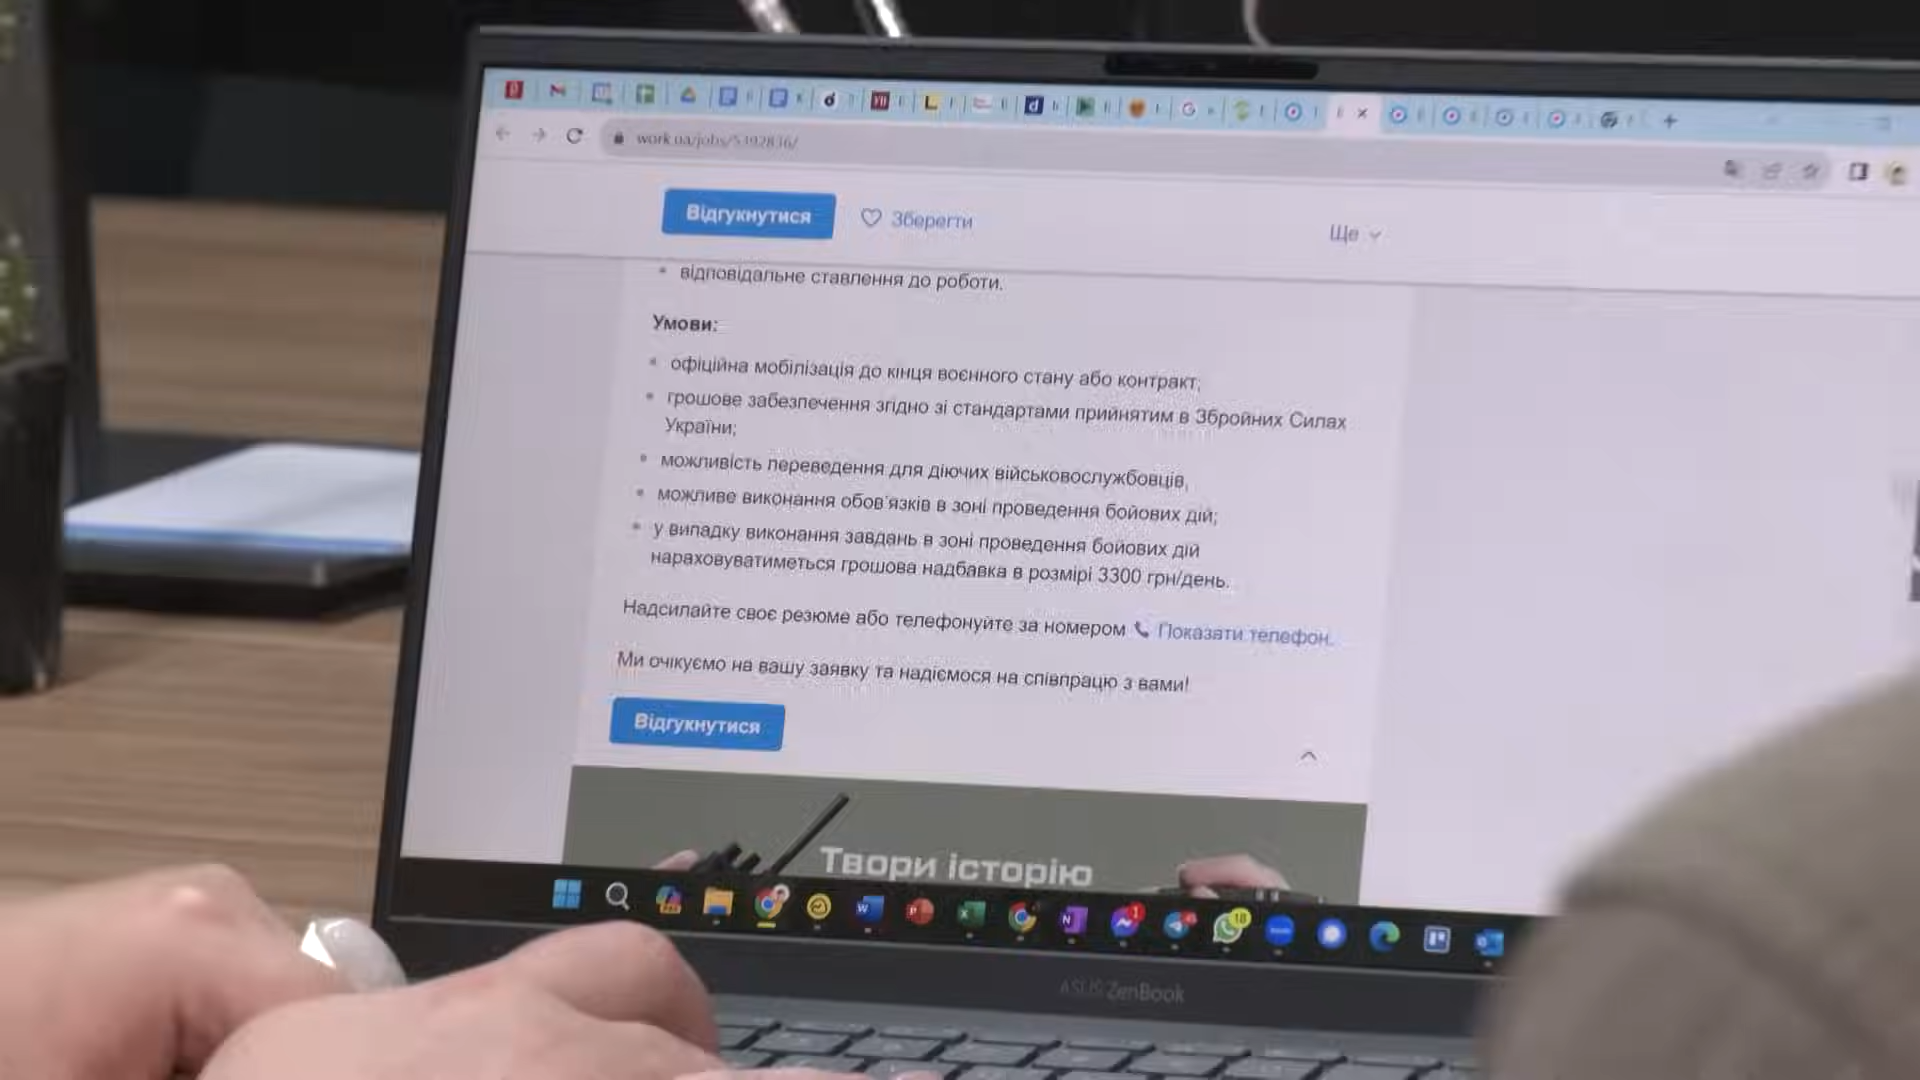 work.ua/jobs/5392836/
Відгукнутися
Зберегти
Ще
відповідальне ставлення до роботи.
Умови:
офіційна мобілізація до кінця воєнного стану або контракт;
грошове забезпечення згідно зі стандартами прийнятим в Збройних Силах
України;
можливість переведення для діючих військовослужбовців,
можливе виконання обов'язків в зоні проведення бойових дій;
у випадку виконання завдань в зоні проведення бойових дій
нараховуватиметься грошова надбавка в розмірі 3300 грн/день.
Надсилайте своє резюме або телефонуйте за номером Показати телефон.
Ми очікуємо на вашу заявку та надіємося на співпрацю з вами!
Відгукнутися
Твори історію
ASUS ZenBook